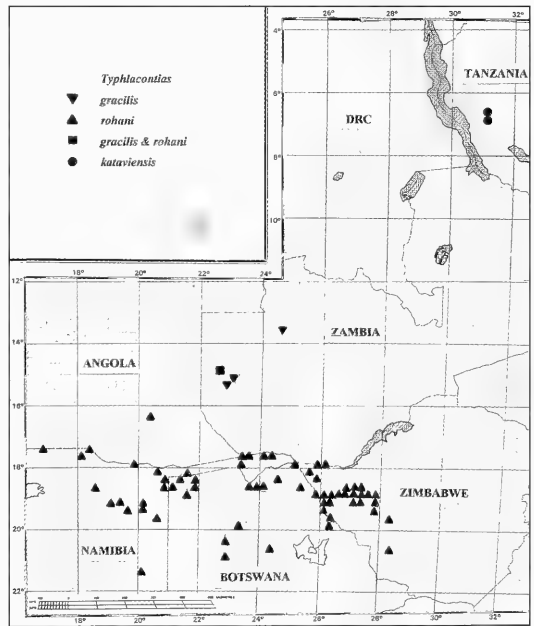 26° 28° 30° 32°
Typhlacontias
gracilis
rohani
gracilis & rohani
kataviensis
TANZANIA
DRC
6°
8°
10°
18° 20° 22° 24°
12°
ZAMBIA
14°
ANGOLA
16°
18°
ZIMBABWE
20°
NAMIBIA
BOTSWANA
22°
18° 20° 22° 24° 26° 28° 30° 32°